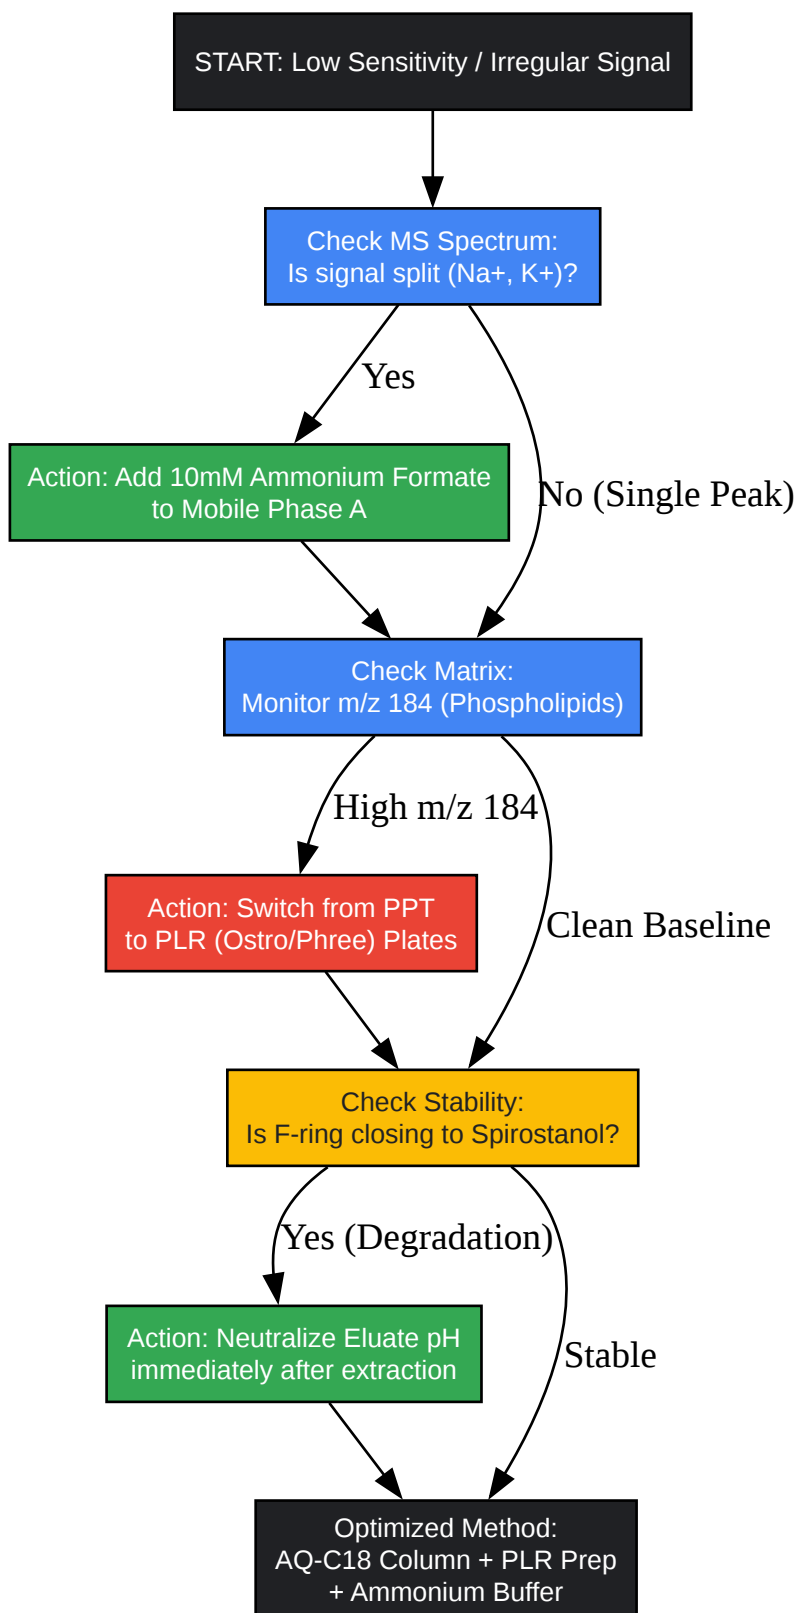 START: Low Sensitivity / Irregular Signal
Check MS Spectrum:
Is signal split (Na+, K+)?
Yes
Action: Add 10mM Ammonium Formate
to Mobile Phase A
No (Single Peak)
Check Matrix:
Monitor m/z 184 (Phospholipids)
High m/z 184
Action: Switch from PPT
to PLR (Ostro/Phree) Plates
Clean Baseline
Check Stability:
Is F-ring closing to Spirostanol?
Yes (Degradation)
Action: Neutralize Eluate pH
immediately after extraction
Stable
Optimized Method:
AQ-C18 Column + PLR Prep
+ Ammonium Buffer